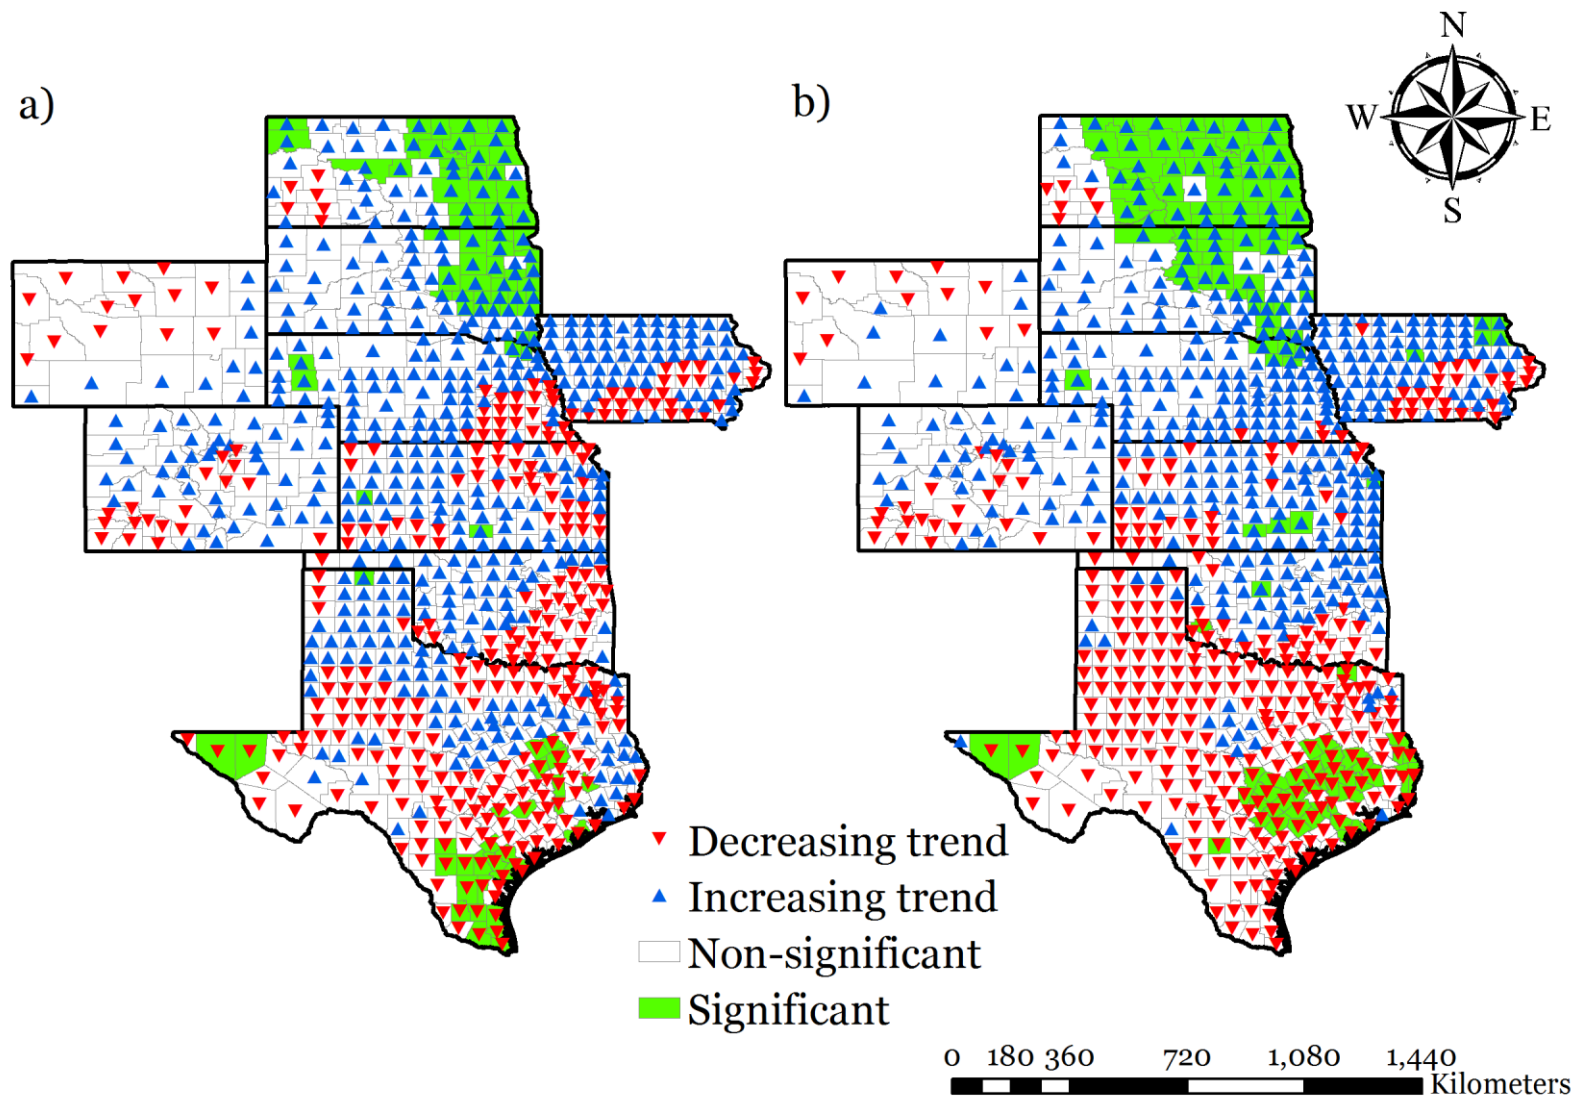 a)
b)
N
W
E
S
Decreasing trend
Increasing trend
Non-significant
Significant
0 180 360 720 1,080 1,440
Kilometers